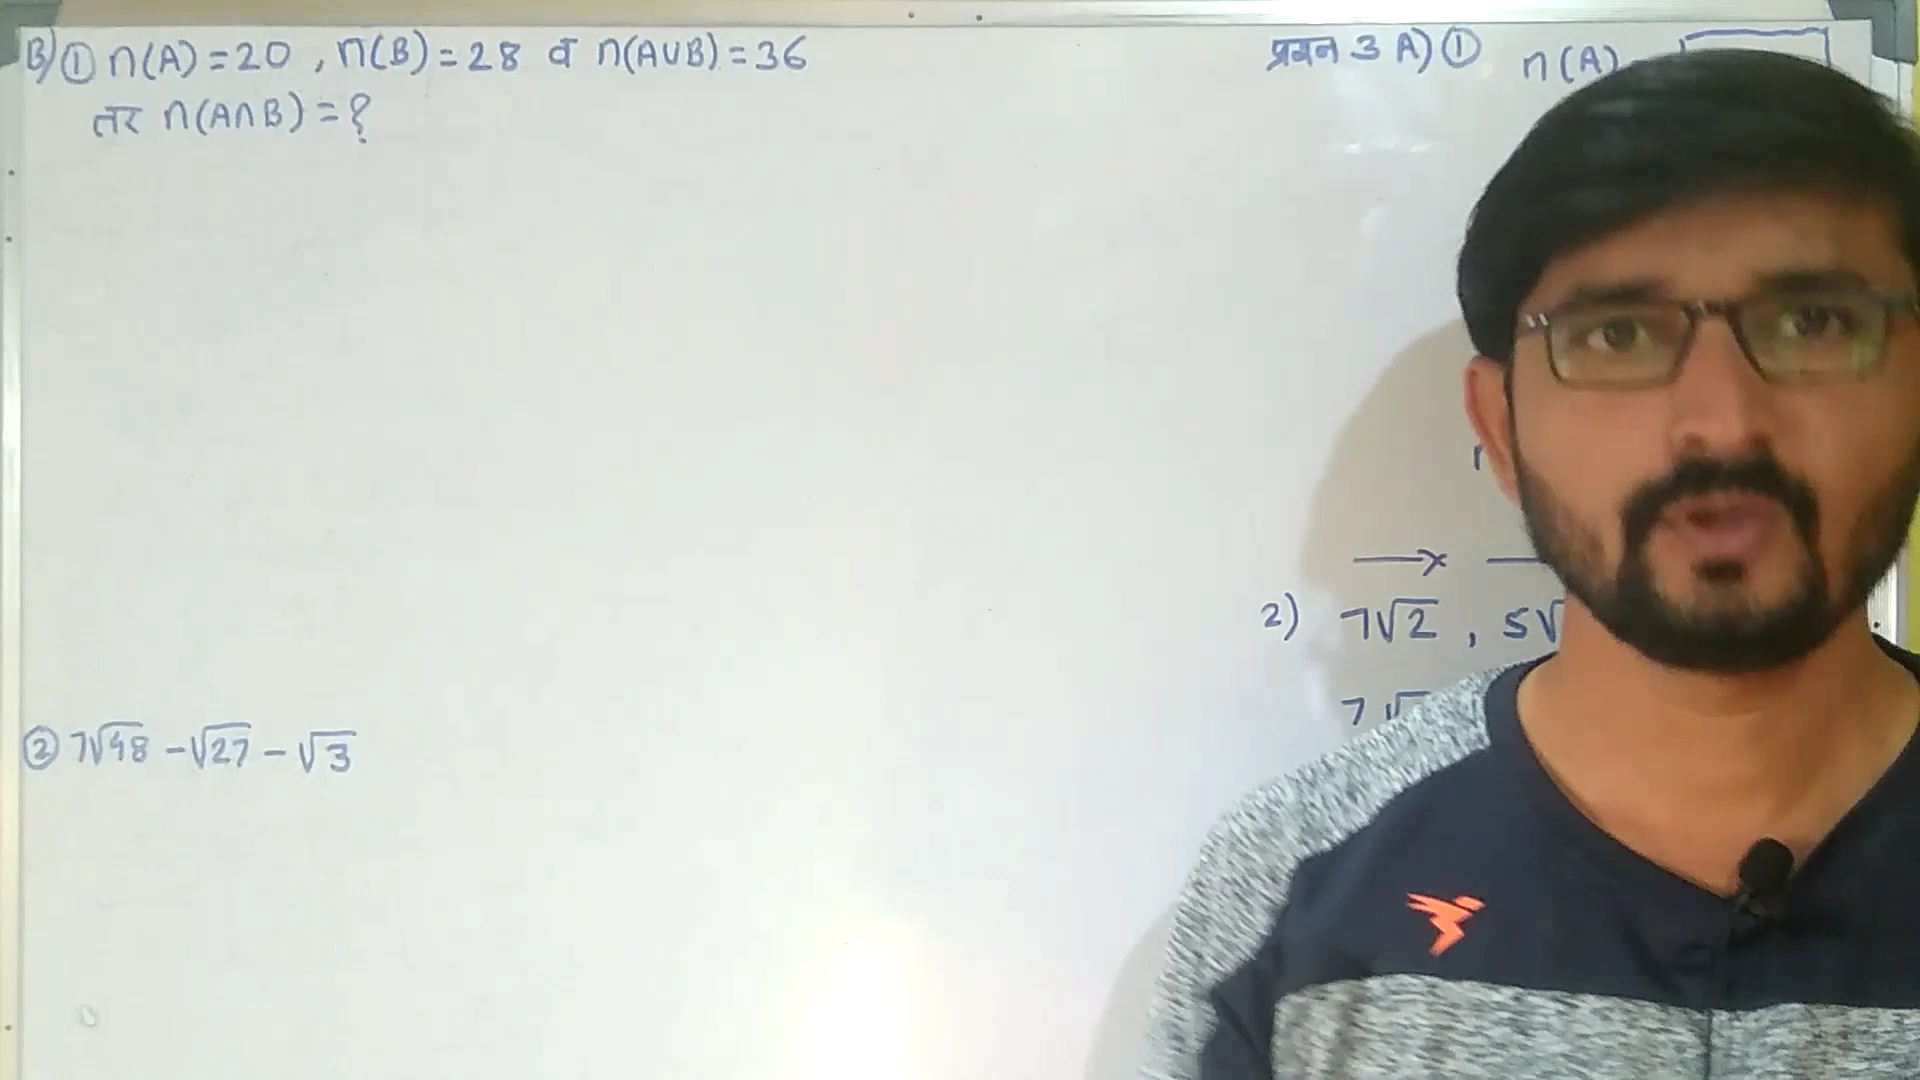 B) ① n(A) = 20 , n(B) = 28 व n(A∪B) = 36
तर n(A∩B) = ?
② 7√48 - √27 - √3
प्रश्न 3 A) ① n(A)
2) 7√2 , 5√
7√